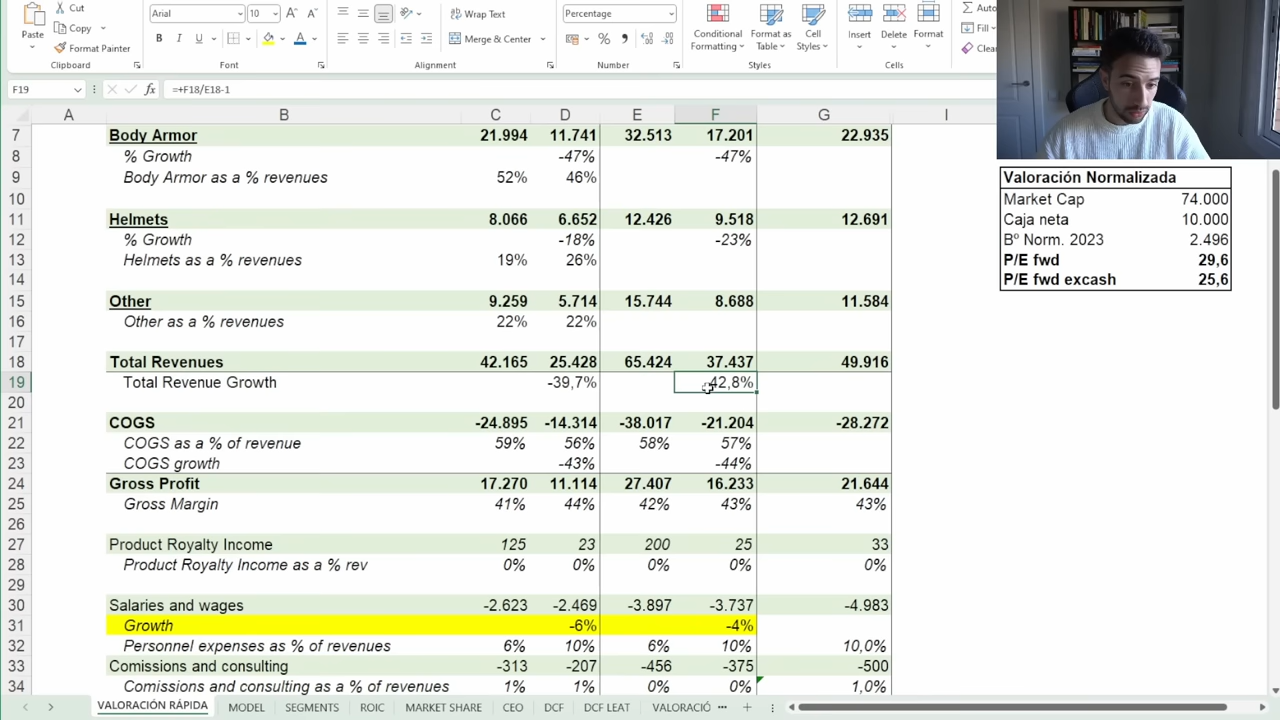 Cut
Copy
Paste
Format Painter
Clipboard
Arial 10
B I U
Font
Wrap Text
Merge & Center
Alignment
Percentage
Number
Conditional Formatting
Format as Table
Cell Styles
Styles
Insert
Delete
Format
Cells
Auto
Fill
Clea
F19 fx =+F18/E18-1
A B C D E F G I
7 Body Armor 21.994 11.741 32.513 17.201 22.935
8 % Growth -47% -47%
9 Body Armor as a % revenues 52% 46%
10
11 Helmets 8.066 6.652 12.426 9.518 12.691
12 % Growth -18% -23%
13 Helmets as a % revenues 19% 26%
14
15 Other 9.259 5.714 15.744 8.688 11.584
16 Other as a % revenues 22% 22%
17
18 Total Revenues 42.165 25.428 65.424 37.437 49.916
19 Total Revenue Growth -39,7% -42,8%
20
21 COGS -24.895 -14.314 -38.017 -21.204 -28.272
22 COGS as a % of revenue 59% 56% 58% 57%
23 COGS growth -43% -44%
24 Gross Profit 17.270 11.114 27.407 16.233 21.644
25 Gross Margin 41% 44% 42% 43% 43%
26
27 Product Royalty Income 125 23 200 25 33
28 Product Royalty Income as a % rev 0% 0% 0% 0% 0%
29
30 Salaries and wages -2.623 -2.469 -3.897 -3.737 -4.983
31 Growth -6% -4%
32 Personnel expenses as % of revenues 6% 10% 6% 10% 10,0%
33 Comissions and consulting -313 -207 -456 -375 -500
34 Comissions and consulting as a % of revenues 1% 1% 0% 0% 1,0%
Valoración Normalizada
Market Cap 74.000
Caja neta 10.000
Bº Norm. 2023 2.496
P/E fwd 29,6
P/E fwd excash 25,6
VALORACIÓN RÁPIDA MODEL SEGMENTS ROIC MARKET SHARE CEO DCF DCF LEAT VALORACIÓ ...